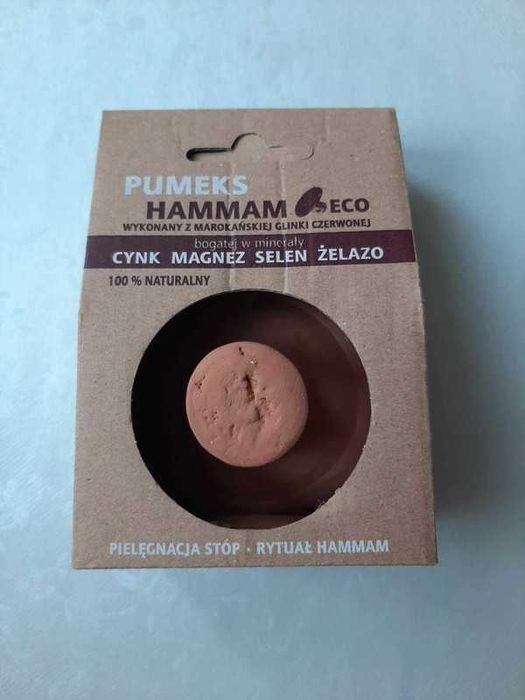 PUMEKS
HAMMAM ECO
WYKONANY Z MAROKAŃSKIEJ GLINKI CZERWONEJ
bogatej w minerały
CYNK MAGNEZ SELEN ŻELAZO
100 % NATURALNY
PIELĘGNACJA STÓP · RYTUAŁ HAMMAM